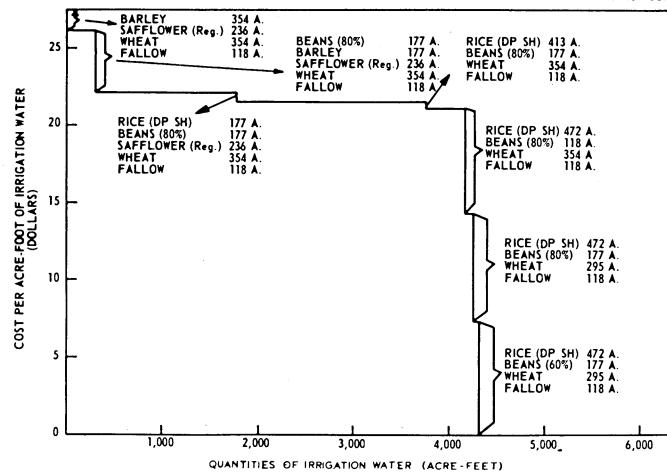 BARLEY 354 A.
SAFFLOWER (Reg.) 236 A.
WHEAT 354 A.
FALLOW 118 A.
BEANS (80%) 177 A.
BARLEY 177 A.
SAFFLOWER (Reg.) 236 A.
WHEAT 354 A.
FALLOW 118 A.
RICE (DP SH) 413 A.
BEANS (80%) 177 A.
WHEAT 354 A.
FALLOW 118 A.
RICE (DP SH) 177 A.
BEANS (80%) 177 A.
SAFFLOWER (Reg.) 236 A.
WHEAT 354 A.
FALLOW 118 A.
RICE (DP SH) 472 A.
BEANS (80%) 118 A.
WHEAT 354 A
FALLOW 118 A.
RICE (DP SH) 472 A.
BEANS (80%) 177 A.
WHEAT 295 A.
FALLOW 118 A.
RICE (DP SH) 472 A.
BEANS (60%) 177 A.
WHEAT 295 A.
FALLOW 118 A.
COST PER ACRE-FOOT OF IRRIGATION WATER
(DOLLARS)
25
20
15
10
5
0
0 1,000 2,000 3,000 4,000 5,000 6,000
QUANTITIES OF IRRIGATION WATER (ACRE-FEET)